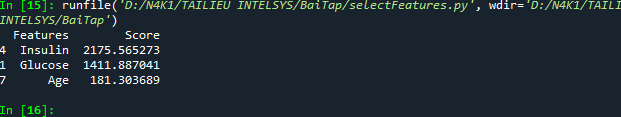 In [15]: runfile('D:/N4K1/TAILIEU INTELSYS/BaiTap/selectFeatures.py', wdir='D:/N4K1/TAILI
INTELSYS/BaiTap')
  Features        Score
4  Insulin  2175.565273
1  Glucose  1411.887041
7      Age   181.303689
In [16]: